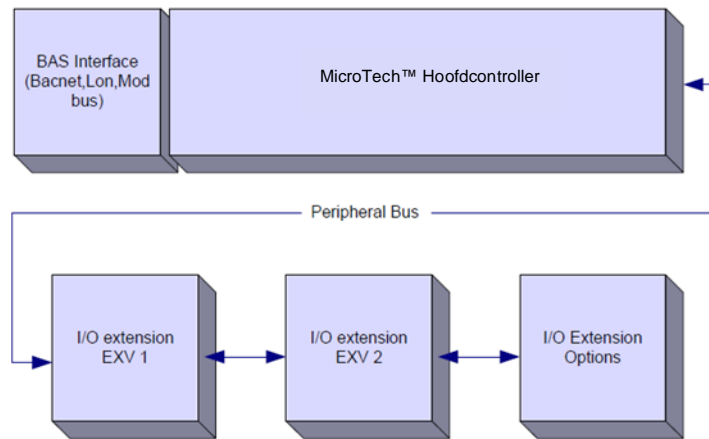 BAS Interface
(Bacnet,Lon,Mod
bus)
MicroTech™ Hoofdcontroller
Peripheral Bus
I/O extension
EXV 1
I/O extension
EXV 2
I/O Extension
Options